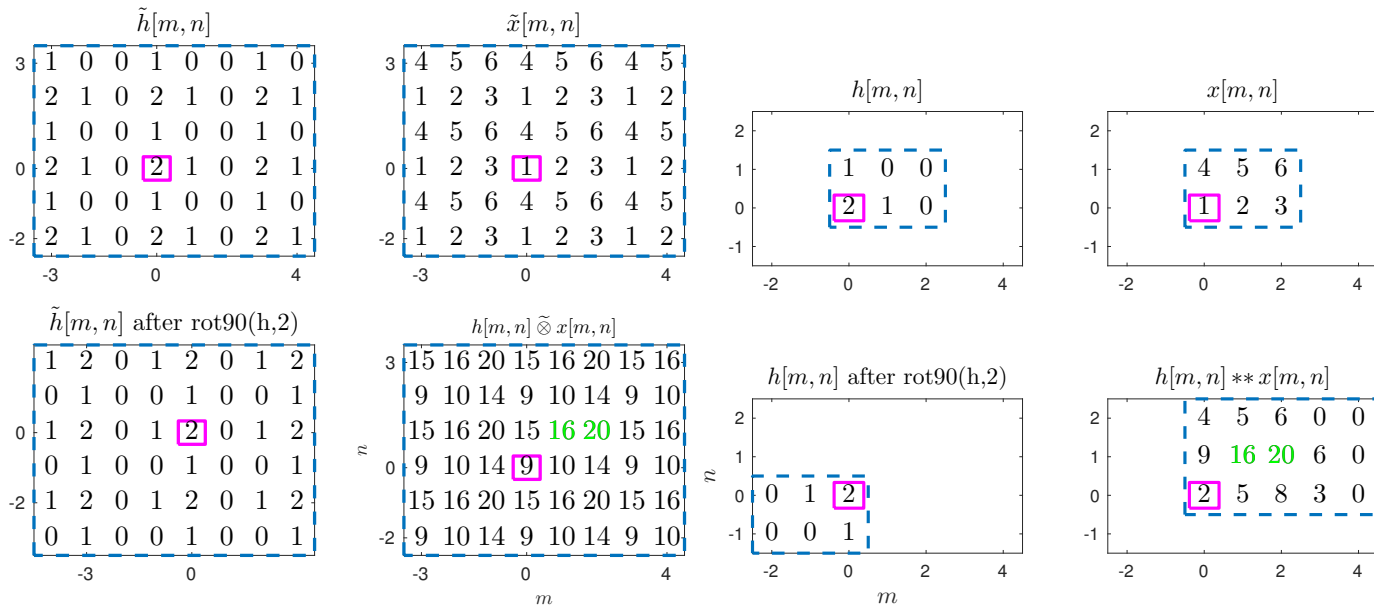 h̃[m, n]
3 1 0 0 1 0 0 1 0
2 1 0 2 1 0 2 1
1 0 0 1 0 0 1 0
0 2 1 0 2 1 0 2 1
1 0 0 1 0 0 1 0
-2 2 1 0 2 1 0 2 1
-3 0 4
x̃[m, n]
3 4 5 6 4 5 6 4 5
1 2 3 1 2 3 1 2
4 5 6 4 5 6 4 5
0 1 2 3 1 2 3 1 2
4 5 6 4 5 6 4 5
-2 1 2 3 1 2 3 1 2
-3 0 4
h[m, n]
2
1 1 0 0
0 2 1 0
-1
-2 0 2 4
x[m, n]
2
1 4 5 6
0 1 2 3
-1
-2 0 2 4
h̃[m, n] after rot90(h,2)
1 2 0 1 2 0 1 2
0 1 0 0 1 0 0 1
0 1 2 0 1 2 0 1 2
0 1 0 0 1 0 0 1
-2 1 2 0 1 2 0 1 2
0 1 0 0 1 0 0 1
-3 0 3
h[m, n] ⊛̃ x[m, n]
3 15 16 20 15 16 20 15 16
9 10 14 9 10 14 9 10
15 16 20 15 16 20 15 16
n 0 9 10 14 9 10 14 9 10
15 16 20 15 16 20 15 16
-2 9 10 14 9 10 14 9 10
-3 0 4
m
h[m, n] after rot90(h,2)
2
1
n 0 0 1 2
-1 0 0 1
-2 0 2 4
m
h[m, n] ** x[m, n]
2 4 5 6 0 0
1 9 16 20 6 0
0 2 5 8 3 0
-1
-2 0 2 4